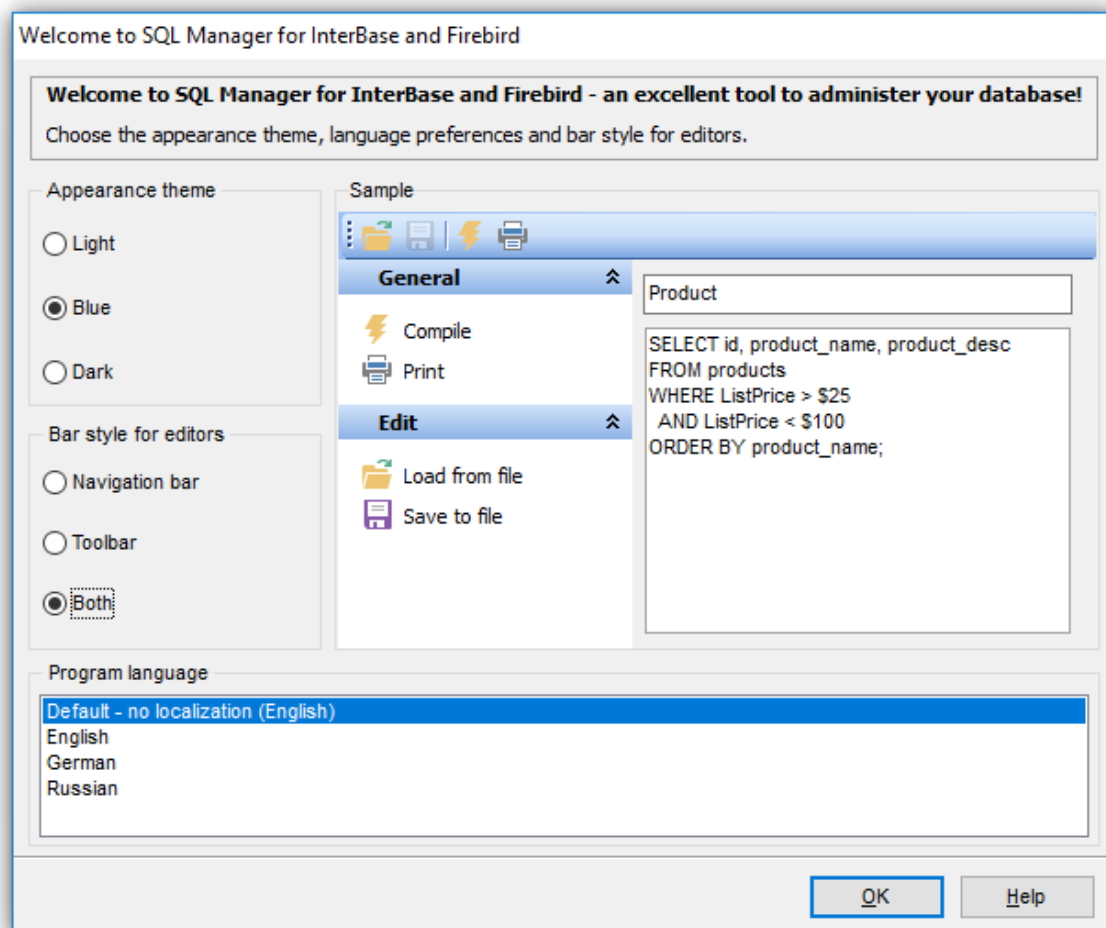 Welcome to SQL Manager for InterBase and Firebird
Welcome to SQL Manager for InterBase and Firebird - an excellent tool to administer your database!
Choose the appearance theme, language preferences and bar style for editors.
Appearance theme
Light
Blue
Dark
Bar style for editors
Navigation bar
Toolbar
Both
Sample
General
Compile
Print
Edit
Load from file
Save to file
Product
SELECT id, product_name, product_desc
FROM products
WHERE ListPrice > $25
AND ListPrice < $100
ORDER BY product_name;
Program language
Default - no localization (English)
English
German
Russian
OK
Help